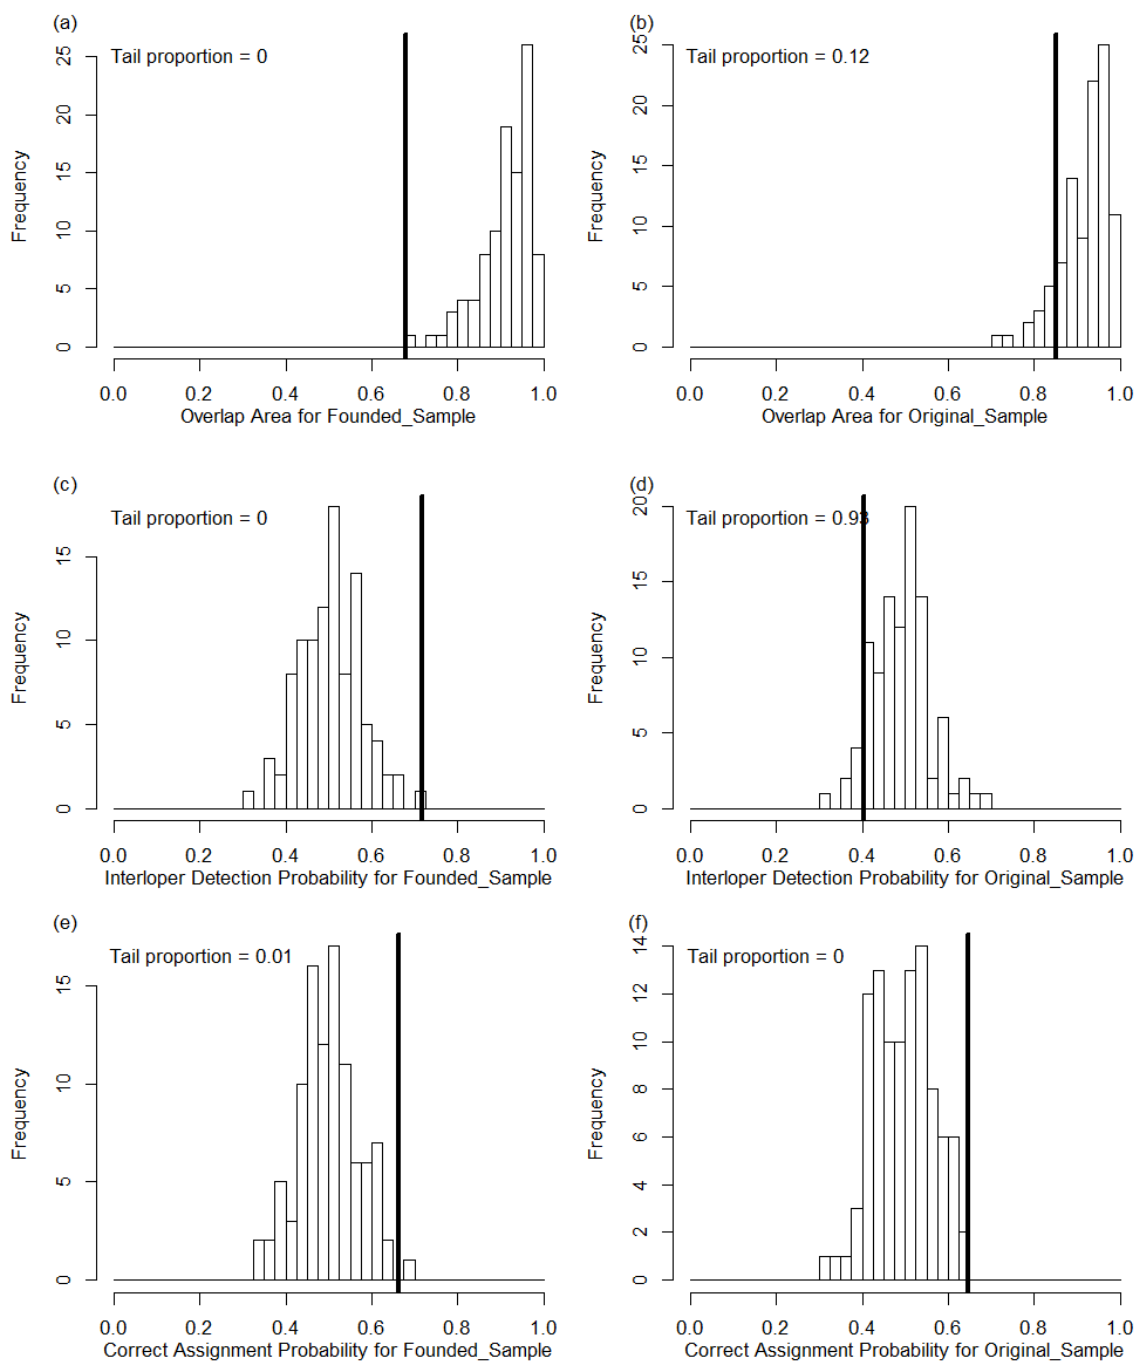 (a)
Tail proportion = 0
Frequency
0 5 10 15 20 25
0.0 0.2 0.4 0.6 0.8 1.0
Overlap Area for Founded_Sample
(b)
Tail proportion = 0.12
Frequency
0 5 10 15 20 25
0.0 0.2 0.4 0.6 0.8 1.0
Overlap Area for Original_Sample
(c)
Tail proportion = 0
Frequency
0 5 10 15
0.0 0.2 0.4 0.6 0.8 1.0
Interloper Detection Probability for Founded_Sample
(d)
Tail proportion = 0.93
Frequency
0 5 10 15 20
0.0 0.2 0.4 0.6 0.8 1.0
Interloper Detection Probability for Original_Sample
(e)
Tail proportion = 0.01
Frequency
0 5 10 15
0.0 0.2 0.4 0.6 0.8 1.0
Correct Assignment Probability for Founded_Sample
(f)
Tail proportion = 0
Frequency
0 2 4 6 8 10 12 14
0.0 0.2 0.4 0.6 0.8 1.0
Correct Assignment Probability for Original_Sample